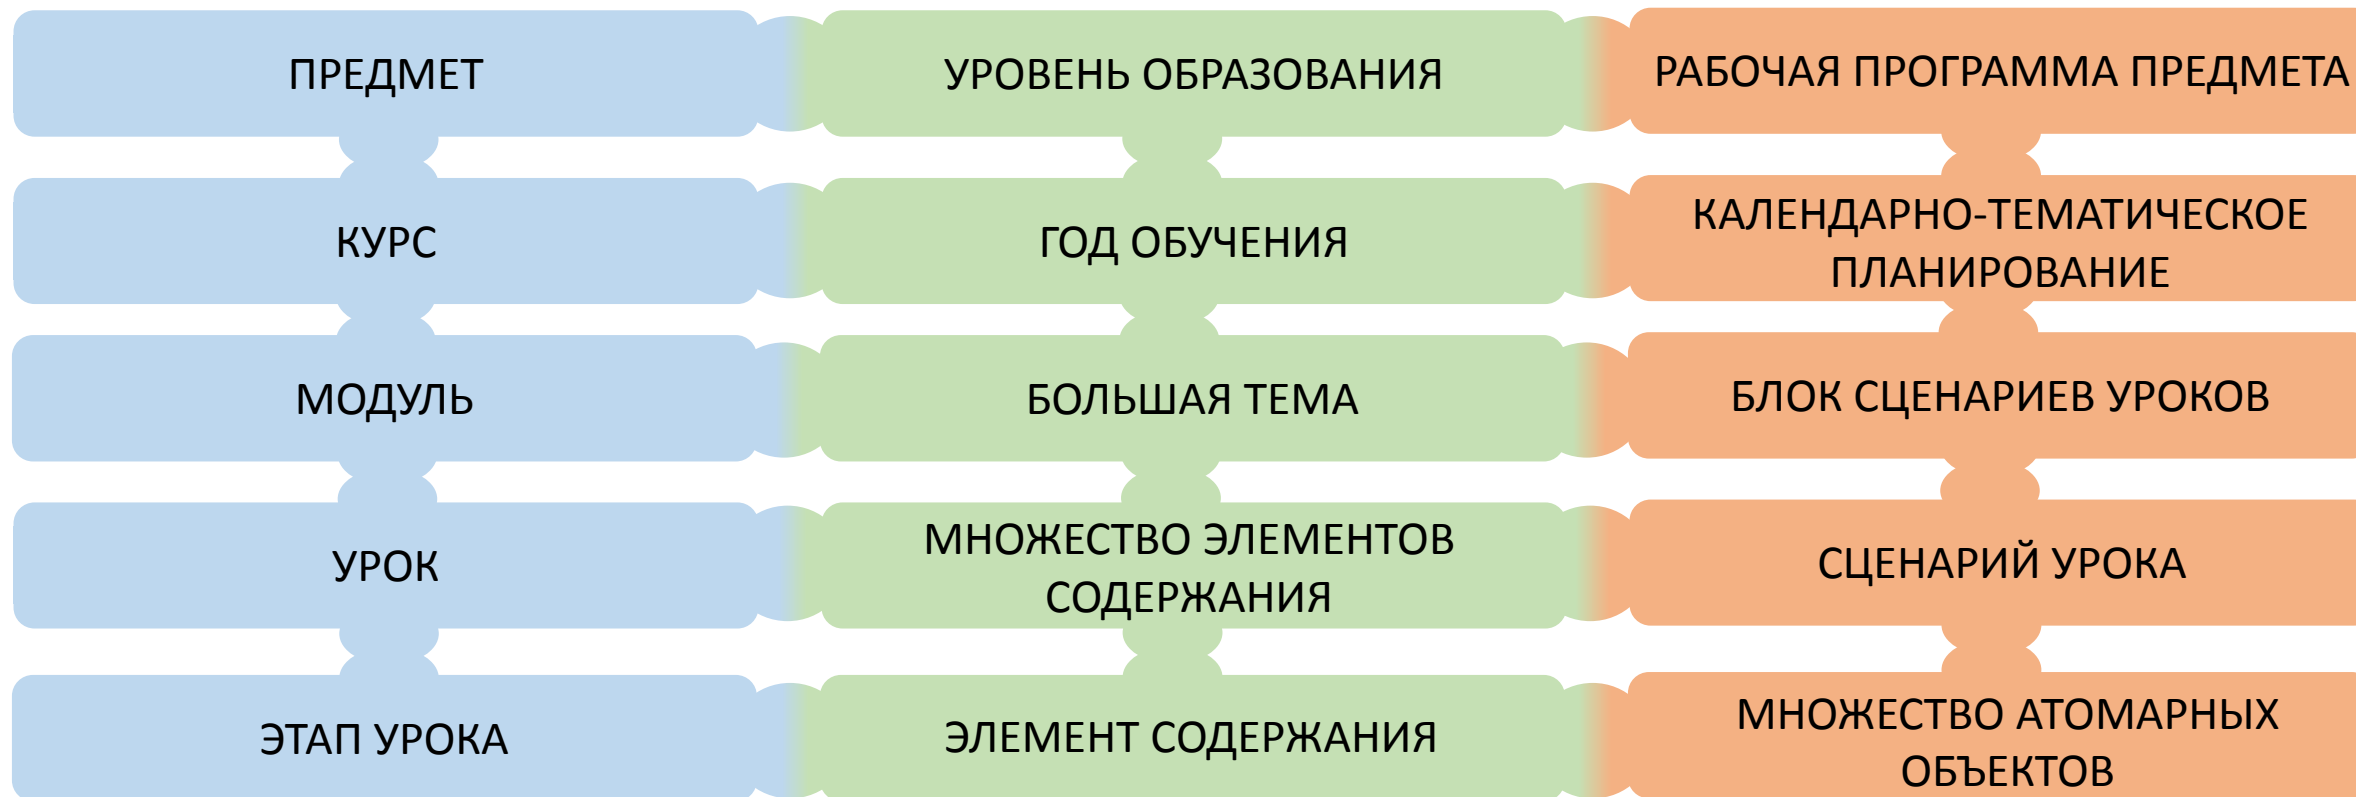 ПРЕДМЕТ
УРОВЕНЬ ОБРАЗОВАНИЯ
РАБОЧАЯ ПРОГРАММА ПРЕДМЕТА
КУРС
ГОД ОБУЧЕНИЯ
КАЛЕНДАРНО-ТЕМАТИЧЕСКОЕ
ПЛАНИРОВАНИЕ
МОДУЛЬ
БОЛЬШАЯ ТЕМА
БЛОК СЦЕНАРИЕВ УРОКОВ
УРОК
МНОЖЕСТВО ЭЛЕМЕНТОВ
СОДЕРЖАНИЯ
СЦЕНАРИЙ УРОКА
ЭТАП УРОКА
ЭЛЕМЕНТ СОДЕРЖАНИЯ
МНОЖЕСТВО АТОМАРНЫХ
ОБЪЕКТОВ